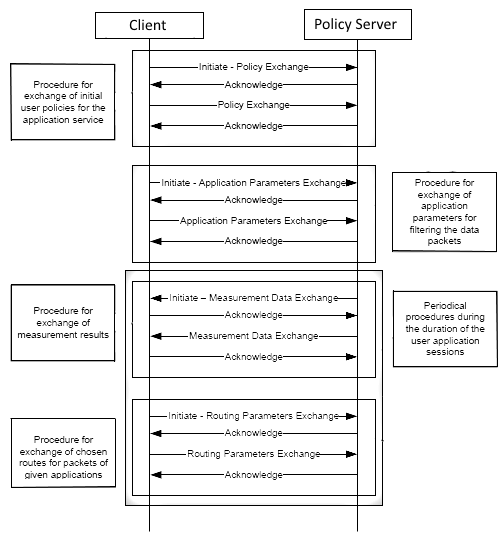 Client
Policy Server
Procedure for
exchange of initial
user policies for the
application service
Initiate - Policy Exchange
Acknowledge
Policy Exchange
Acknowledge
Initiate - Application Parameters Exchange
Acknowledge
Application Parameters Exchange
Acknowledge
Procedure for
exchange of
application
parameters for
filtering the data
packets
Procedure for
exchange of
measurement results
Initiate – Measurement Data Exchange
Acknowledge
Measurement Data Exchange
Acknowledge
Periodical
procedures during
the duration of the
user application
sessions
Procedure for
exchange of chosen
routes for packets of
given applications
Initiate - Routing Parameters Exchange
Acknowledge
Routing Parameters Exchange
Acknowledge